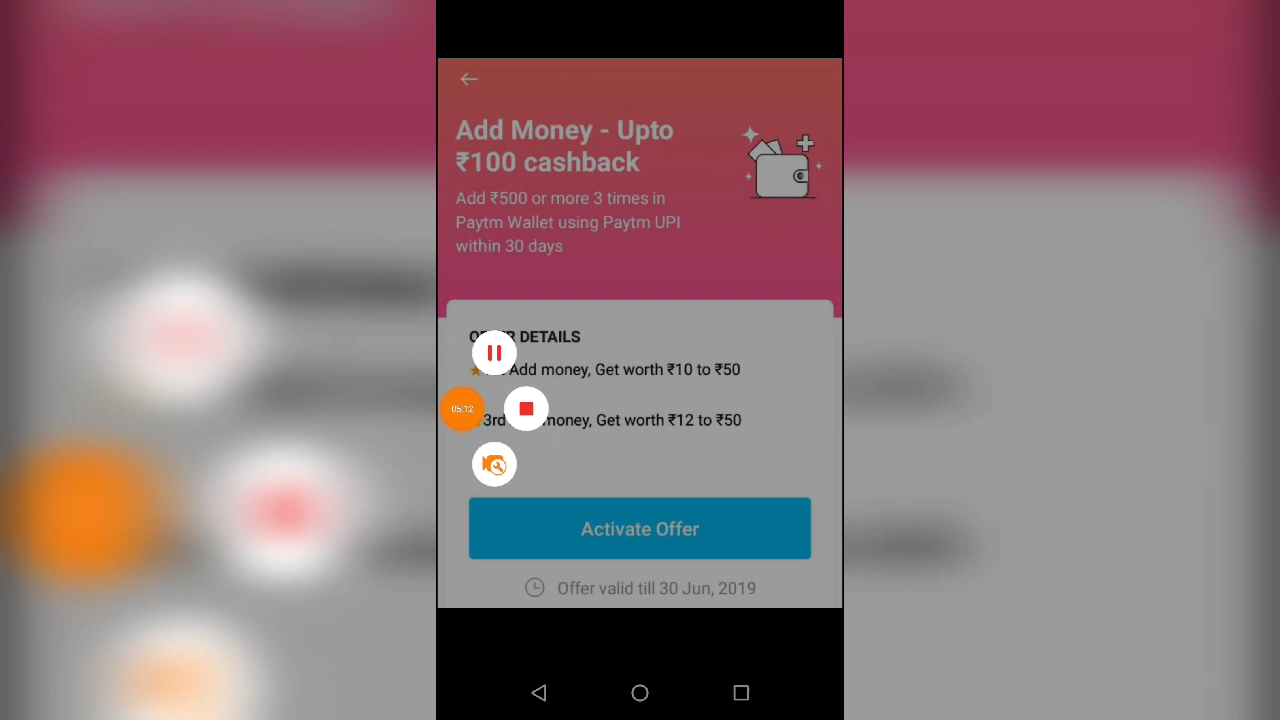 Add Money - Upto
₹100 cashback
Add ₹500 or more 3 times in
Paytm Wallet using Paytm UPI
within 30 days
DETAILS
Add money, Get worth ₹10 to ₹50
05:12
3rd money, Get worth ₹12 to ₹50
Activate Offer
Offer valid till 30 Jun, 2019